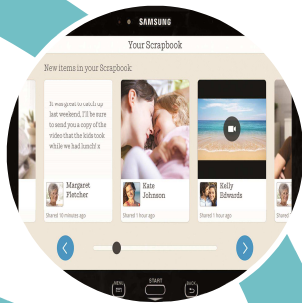 SAMSUNG
Your Scrapbook
New items in your Scrapbook:
It was great to catch up
last weekend. I'll be sure
to send you a copy of the
videos that the kids took
while we had lunch! x
Margaret
Fletcher
Shared 10 minutes ago
Kate
Johnson
Shared 1 hour ago
Kelly
Edwards
Shared 1 hour ago
Shared
MENU
START
BACK